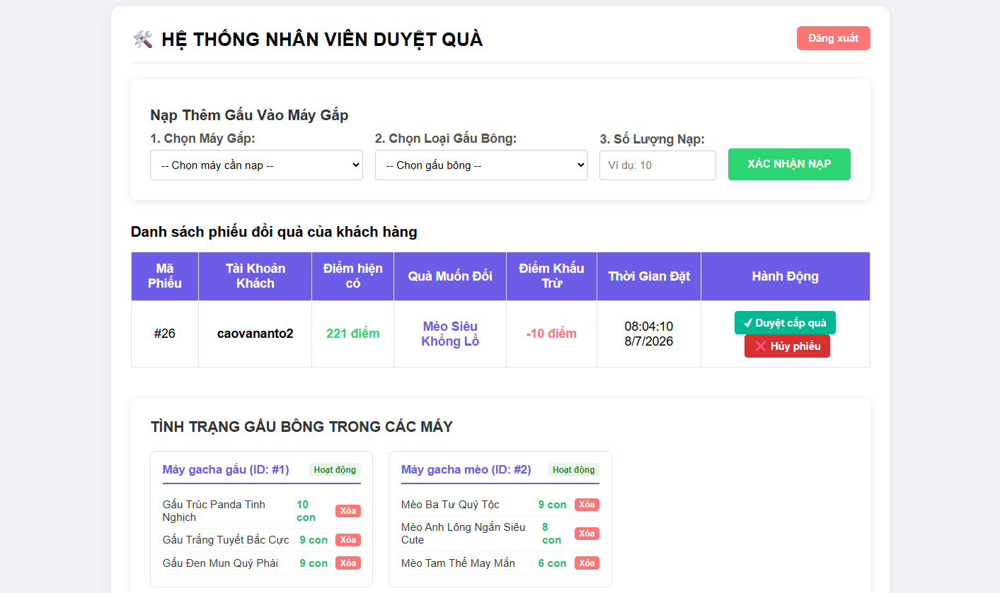 HỆ THỐNG NHÂN VIÊN DUYỆT QUÀ
Đăng xuất
Nạp Thêm Gấu Vào Máy Gắp
1. Chọn Máy Gắp:
2. Chọn Loại Gấu Bông:
3. Số Lượng Nạp:
-- Chọn máy cần nạp --
-- Chọn gấu bông --
Ví dụ: 10
XÁC NHẬN NẠP
Danh sách phiếu đổi quà của khách hàng
Mã
Phiếu
Tài Khoản
Khách
Điểm hiện
có
Quà Muốn Đổi
Điểm Khấu
Trừ
Thời Gian Đặt
Hành Động
#26
caovananto2
221 điểm
Mèo Siêu
Khổng Lồ
-10 điểm
08:04:10
8/7/2026
✓ Duyệt cấp quà
❌ Hủy phiếu
TÌNH TRẠNG GẤU BÔNG TRONG CÁC MÁY
Máy gacha gấu (ID: #1)
Hoạt động
Gấu Trúc Panda Tinh
Nghịch
10
con
Xóa
Gấu Trắng Tuyết Bắc Cực
9 con
Xóa
Gấu Đen Mun Quý Phái
9 con
Xóa
Máy gacha mèo (ID: #2)
Hoạt động
Mèo Ba Tư Quý Tộc
9 con
Xóa
Mèo Anh Lông Ngắn Siêu
Cute
8
con
Xóa
Mèo Tam Thể May Mắn
6 con
Xóa